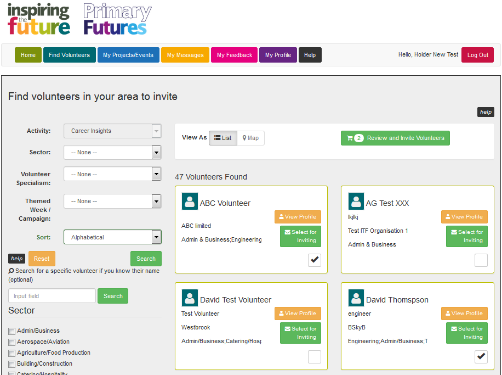 inspiring
the
future
Primary
Futures
Home
Find Volunteers
My Projects/Events
My Messages
My Feedback
My Profile
Help
Hello, Holder New Test
Log Out
Find volunteers in your area to invite
help
Activity:
Career Insights
View As
List
Map
2
Review and Invite Volunteers
Sector:
-- None --
Volunteer
Specialism:
-- None --
47 Volunteers Found
Themed
Week /
Campaign:
-- None --
Sort:
Alphabetical
help
Reset
Search
Search for a specific volunteer if you know their name
(optional)
Input field
Search
Sector
Admin/Business
Aerospace/Aviation
Agriculture/Food Production
Building/Construction
Catering/Hospitality
ABC Volunteer
View Profile
ABC limited
Select for
Inviting
Admin & Business;Engineering
AG Test XXX
View Profile
Test ITF Organisation 1
Select for
Inviting
Admin & Business
David Test Volunteer
Test Volunteer
View Profile
Westbrook
Select for
Inviting
Admin/Business,Catering/Hosp
David Thompson
engineer
View Profile
BSkyB
Select for
Inviting
Engineering;Admin/Business;T